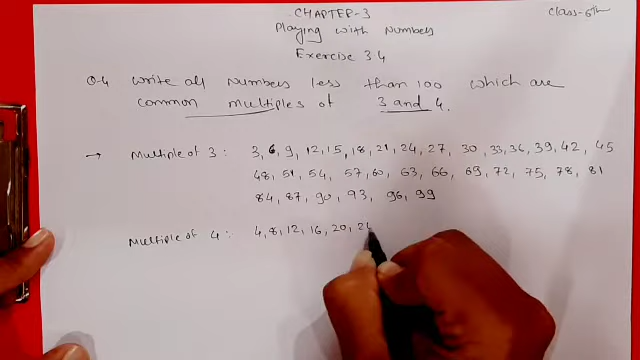 CHAPTER-3
Class-6th
Playing with Numbers
Exercise 3.4
Q-4 Write all Numbers less than 100 which are
common multiples of 3 and 4.
→ Multiple of 3 : 3, 6, 9, 12, 15, 18, 21, 24, 27, 30, 33, 36, 39, 42, 45
48, 51, 54, 57, 60, 63, 66, 69, 72, 75, 78, 81
84, 87, 90, 93, 96, 99
Multiple of 4 : 4, 8, 12, 16, 20, 24